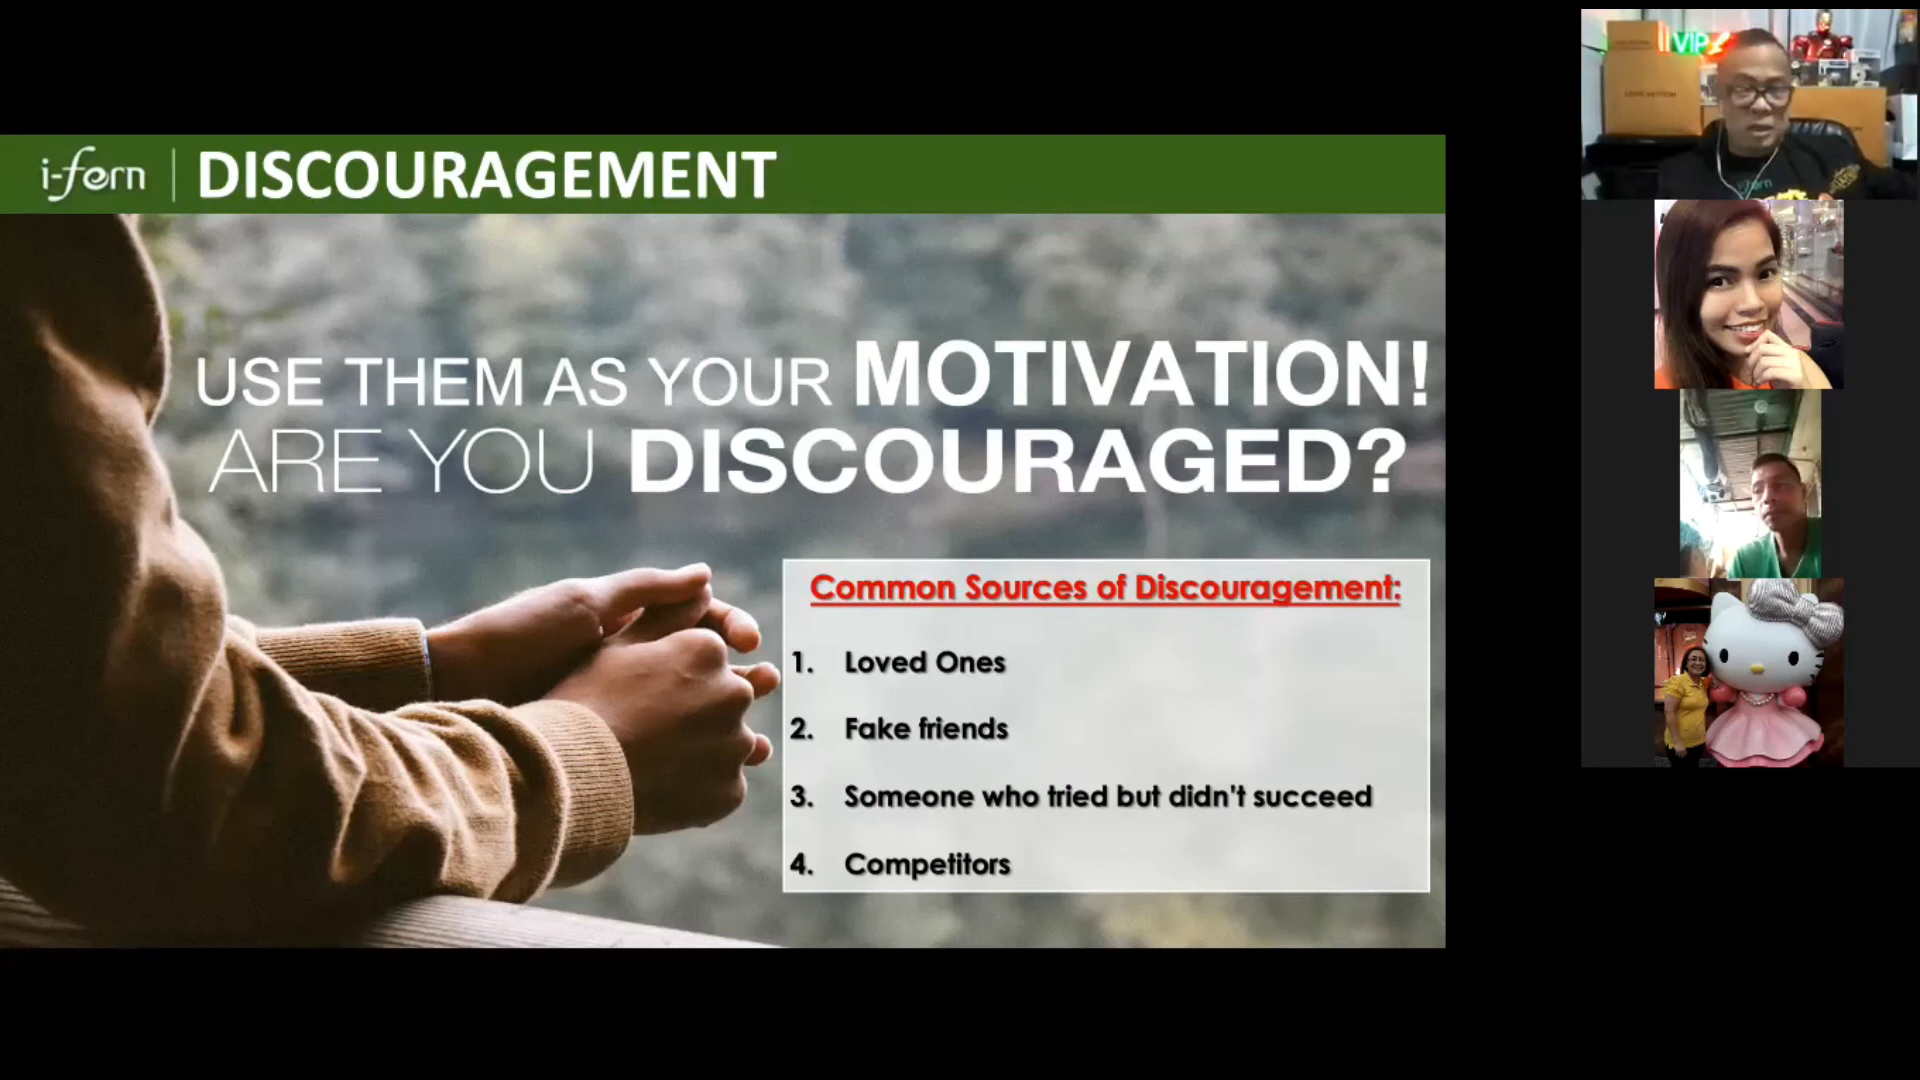 i-fern
DISCOURAGEMENT
USE THEM AS YOUR MOTIVATION!
ARE YOU DISCOURAGED?
Common Sources of Discouragement:
1. Loved Ones
2. Fake friends
3. Someone who tried but didn't succeed
4. Competitors
VIP
i-fern